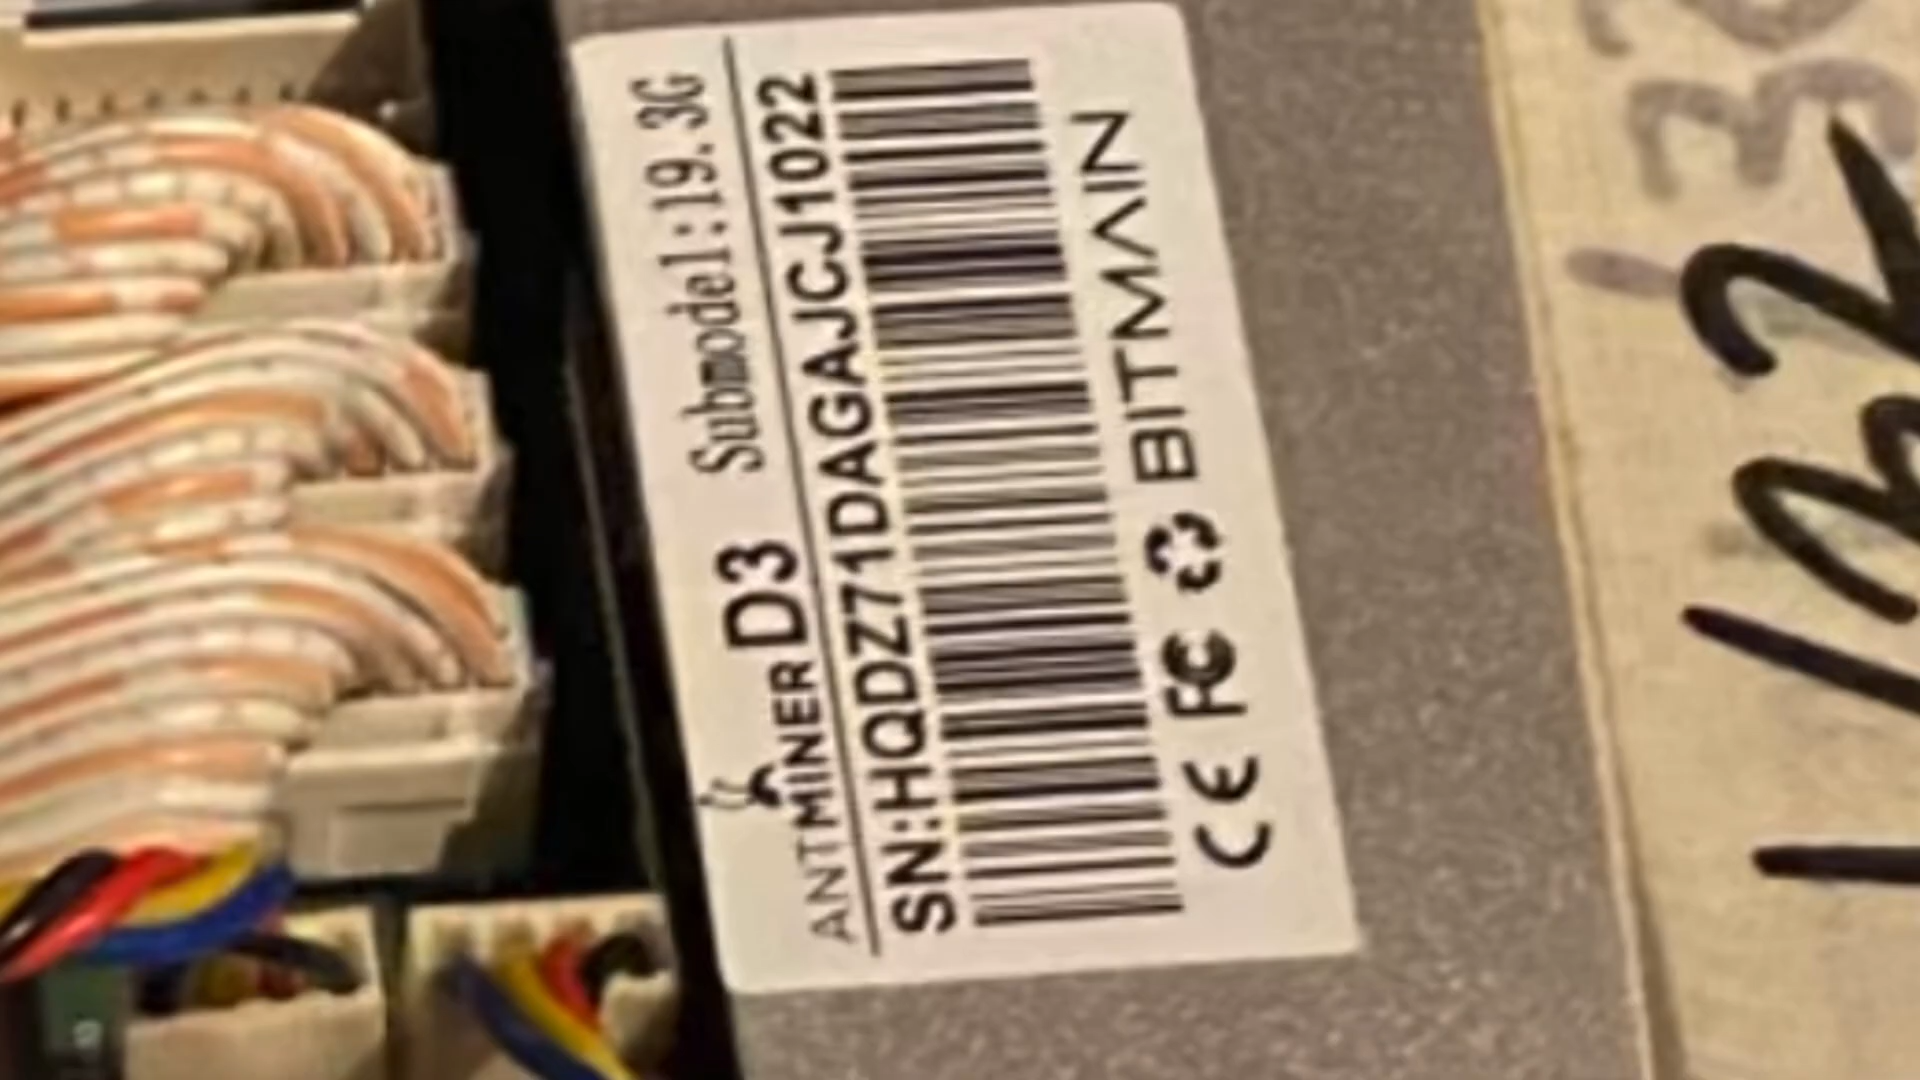 ANTMINER D3 Submodel:19.3G
SN:HQDZ71DAGAJCJ1022
CE FC BITMAIN